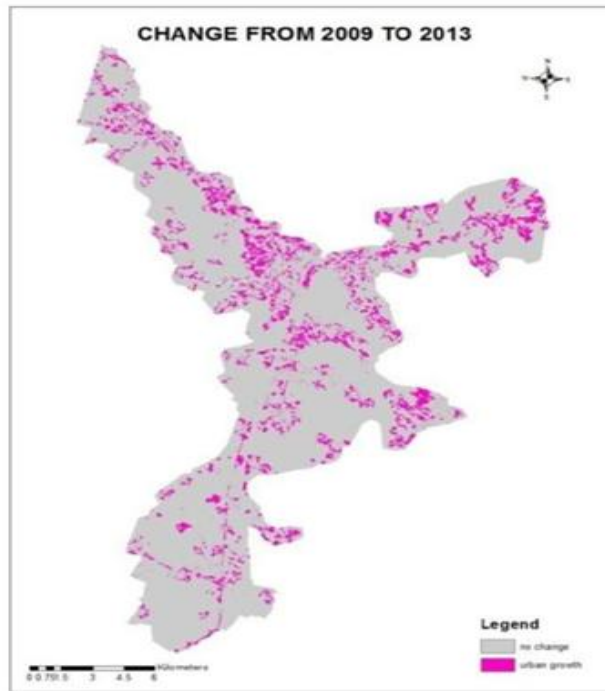 CHANGE FROM 2009 TO 2013
N
W E
S
Legend
no change
urban growth
0 0.75 1.5 3 4.5 6
Kilometers